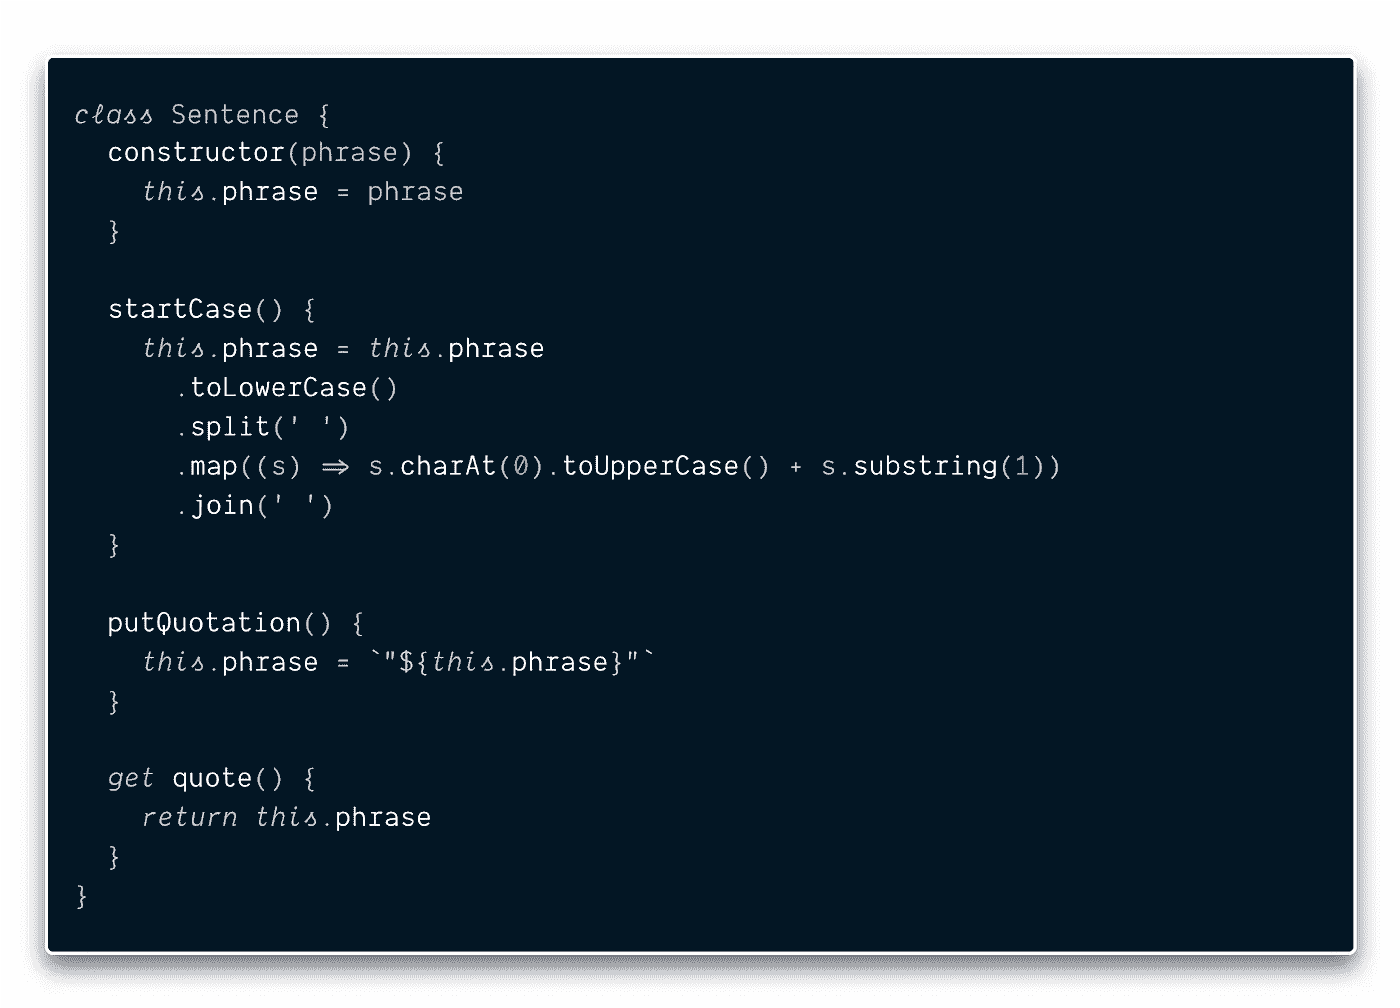 class Sentence {
  constructor(phrase) {
    this.phrase = phrase
  }

  startCase() {
    this.phrase = this.phrase
      .toLowerCase()
      .split(' ')
      .map((s) => s.charAt(0).toUpperCase() + s.substring(1))
      .join(' ')
  }

  putQuotation() {
    this.phrase = `"${this.phrase}"`
  }

  get quote() {
    return this.phrase
  }
}